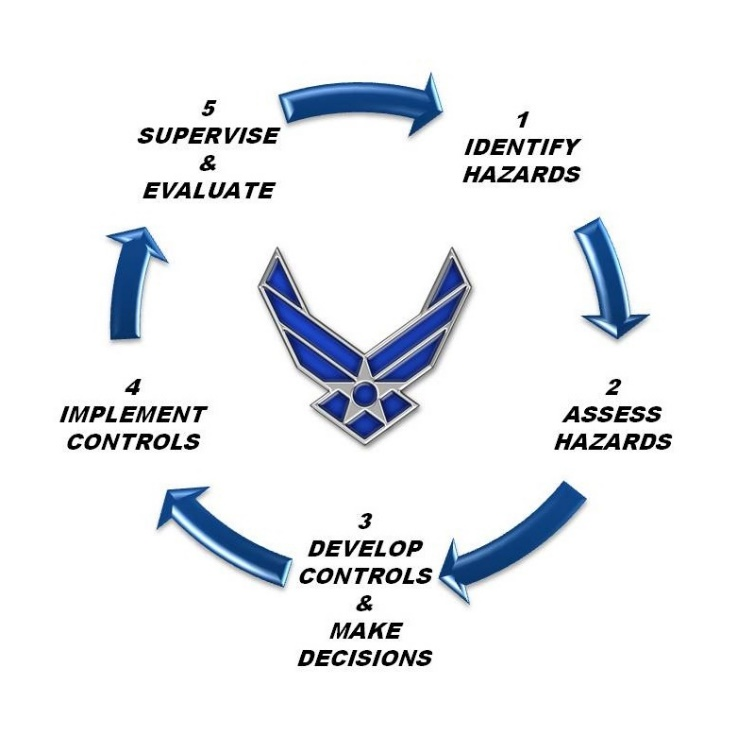 1
IDENTIFY
HAZARDS
2
ASSESS
HAZARDS
3
DEVELOP
CONTROLS
&
MAKE
DECISIONS
4
IMPLEMENT
CONTROLS
5
SUPERVISE
&
EVALUATE